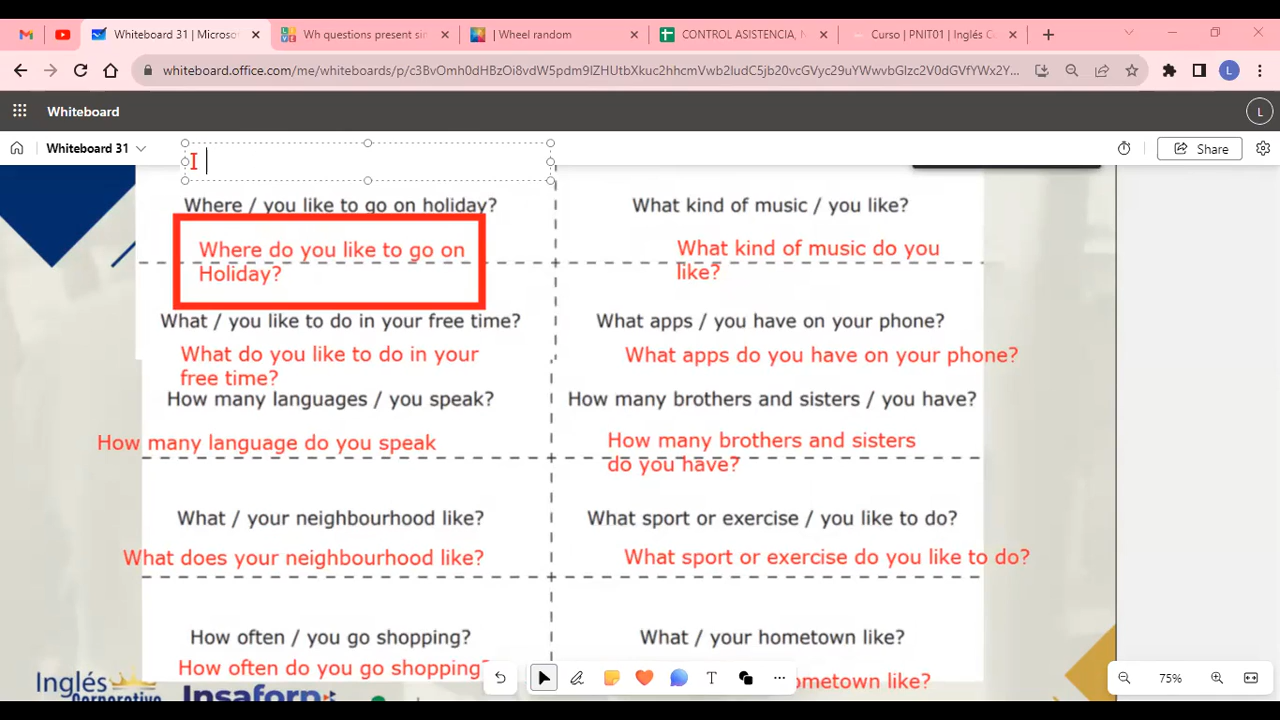 Whiteboard 31 | Microso
Wh questions present sin
| Wheel random
CONTROL ASISTENCIA, N
Curso | PNIT01 | Inglés C
whiteboard.office.com/me/whiteboards/p/
L
Whiteboard
L
Whiteboard 31
Share
I
Where / you like to go on holiday?
What kind of music / you like?
Where do you like to go on
Holiday?
What kind of music do you
like?
What / you like to do in your free time?
What apps / you have on your phone?
What do you like to do in your
free time?
What apps do you have on your phone?
How many languages / you speak?
How many brothers and sisters / you have?
How many language do you speak
How many brothers and sisters
do you have?
What / your neighbourhood like?
What sport or exercise / you like to do?
What does your neighbourhood like?
What sport or exercise do you like to do?
How often / you go shopping?
What / your hometown like?
How often do you go shopping?
ometown like?
Inglés
Corporative
Insaforp
T
75%